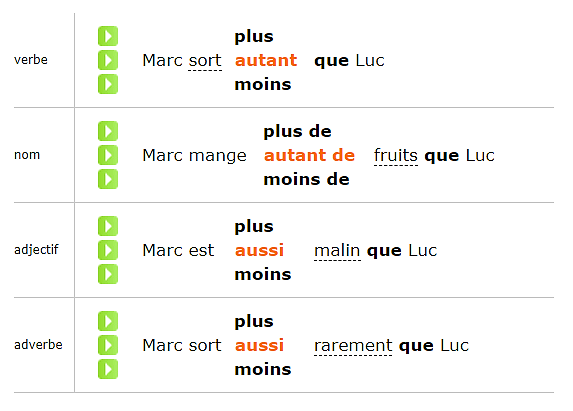 plus
verbe Marc sort autant que Luc
moins
plus de
nom Marc mange autant de fruits que Luc
moins de
plus
adjectif Marc est aussi malin que Luc
moins
plus
adverbe Marc sort aussi rarement que Luc
moins